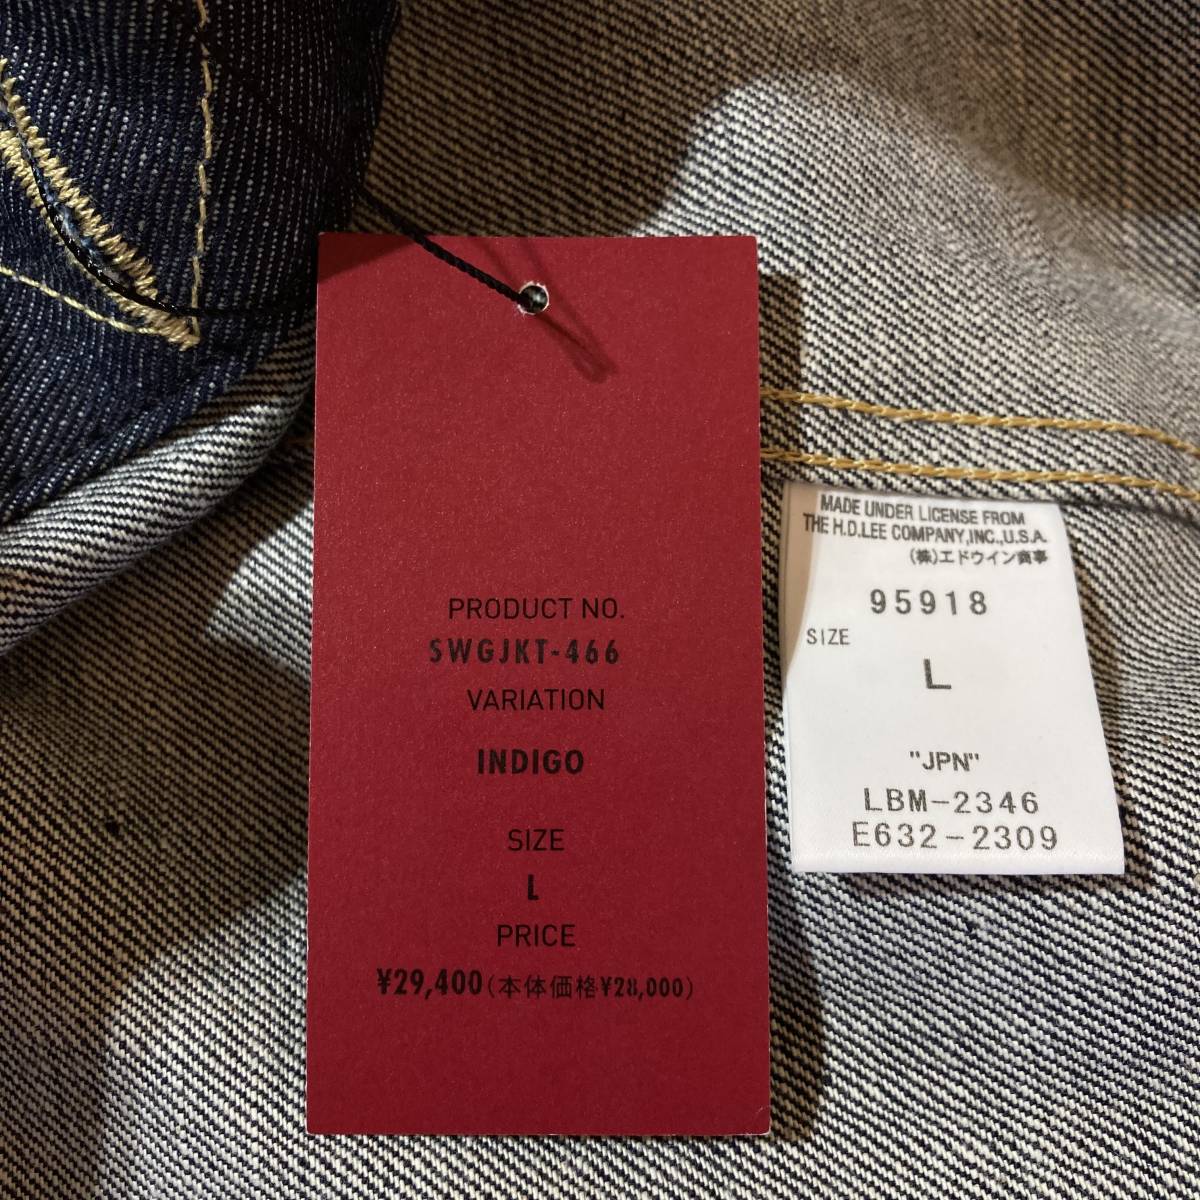 PRODUCT NO.
SWGJKT-466
VARIATION
INDIGO
SIZE
L
PRICE
¥29,400(本体価格¥28,000)
MADE UNDER LICENSE FROM
THE H.D.LEE COMPANY,INC.,U.S.A.
(株)エドウイン商事
95918
SIZE
L
"JPN"
LBM-2346
E632-2309